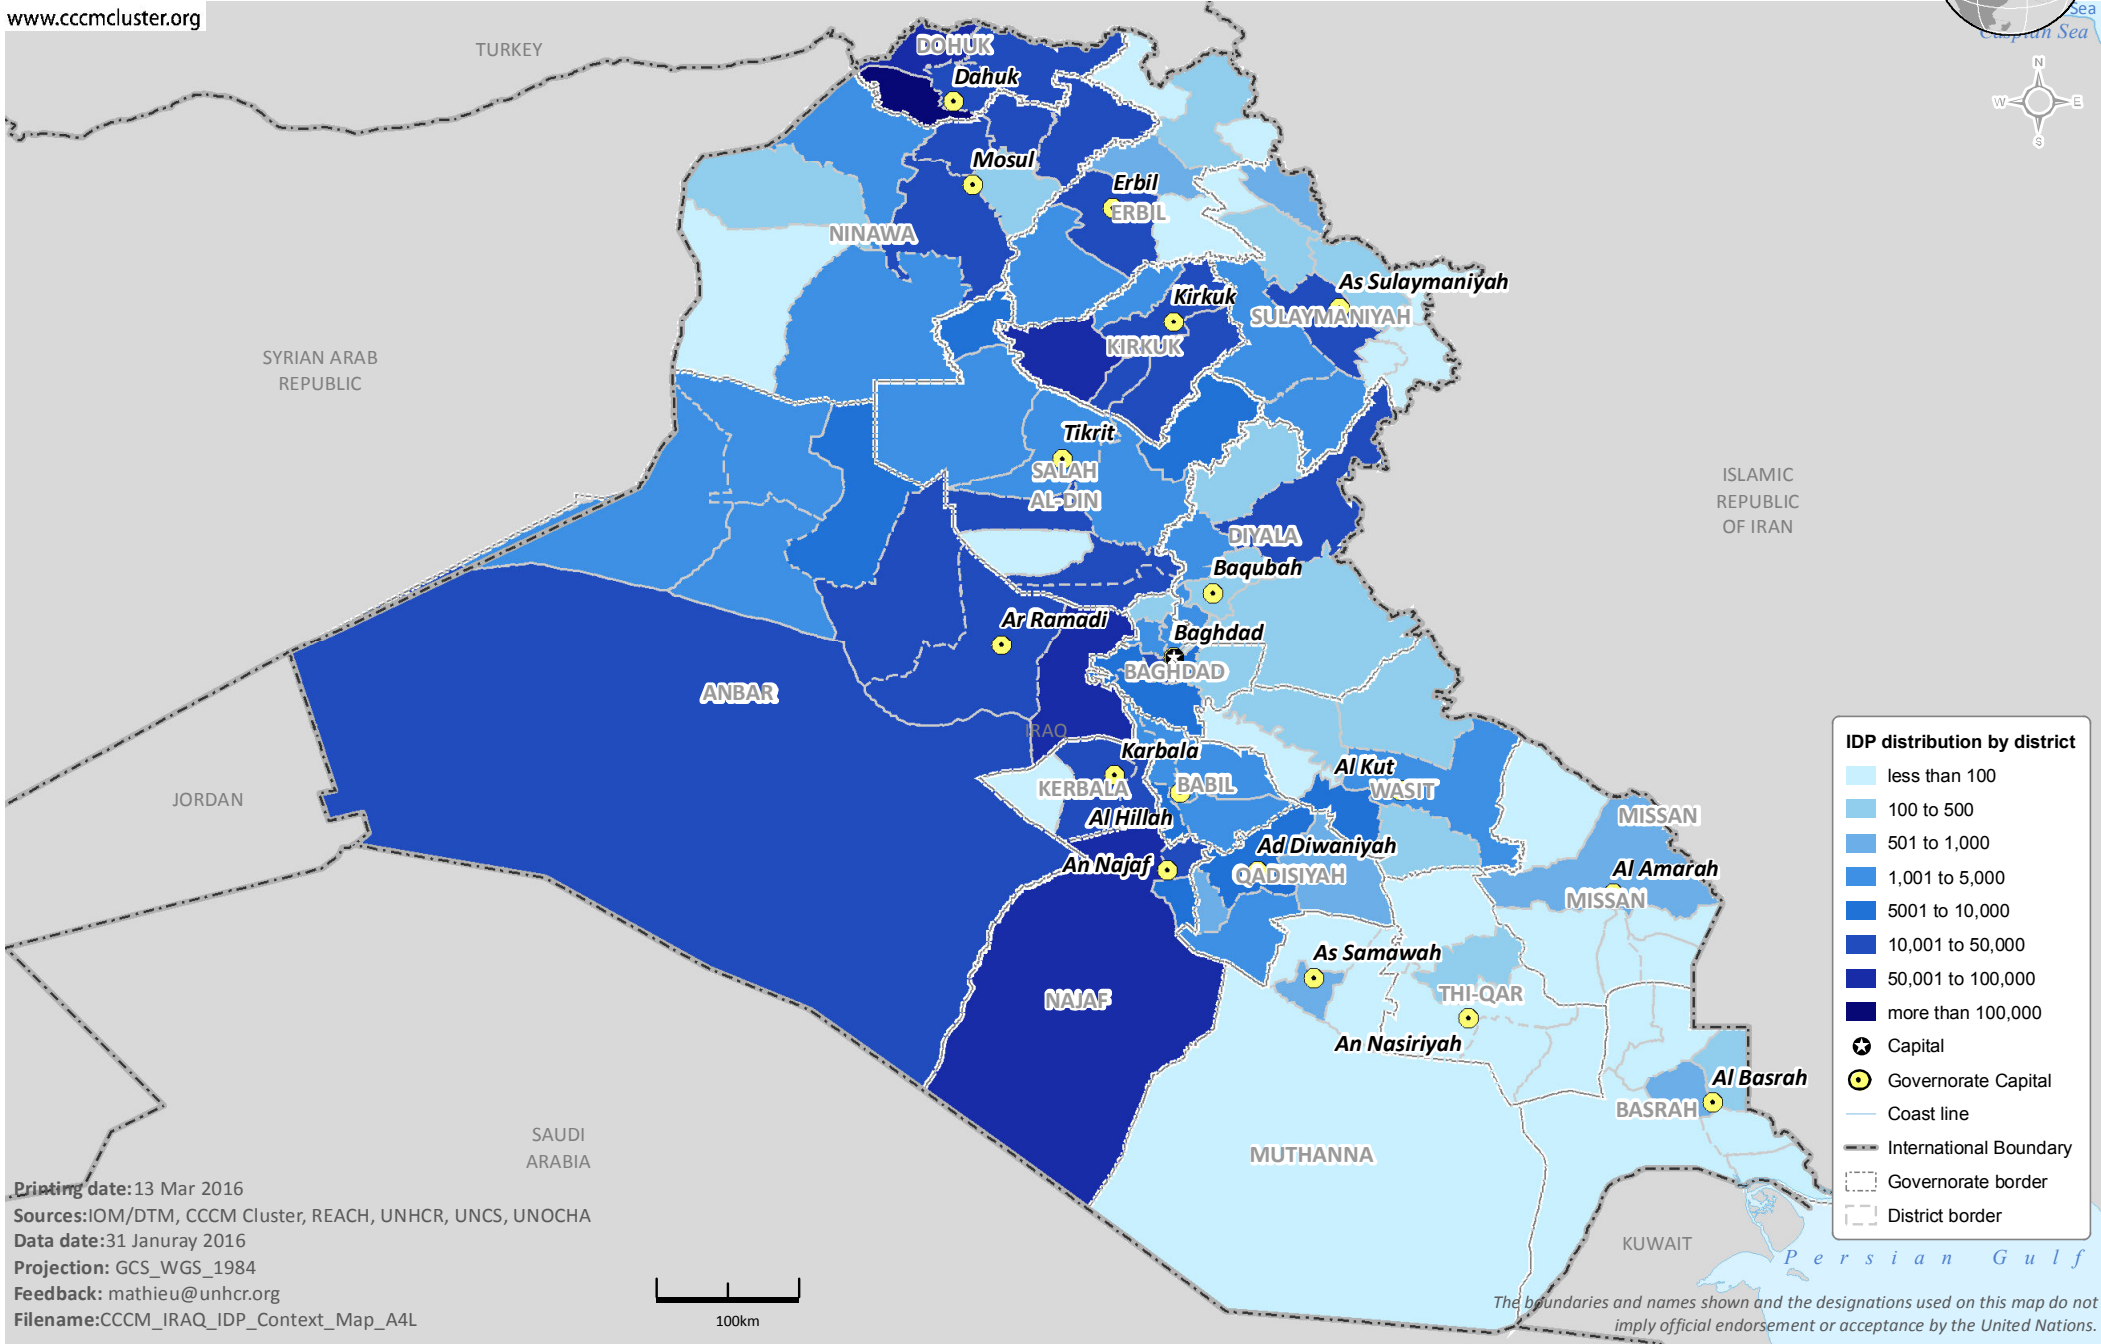 www.cccmcluster.org
Sea
Caspian Sea
TURKEY
N
W
E
S
DOHUK
Dahuk
Mosul
Erbil
ERBIL
NINAWA
As Sulaymaniyah
Kirkuk
SULAYMANIYAH
KIRKUK
SYRIAN ARAB
REPUBLIC
Tikrit
SALAH
AL-DIN
ISLAMIC
REPUBLIC
OF IRAN
DIYALA
Baqubah
Ar Ramadi
Baghdad
BAGHDAD
ANBAR
IRAQ
Karbala
KERBALA
BABIL
Al Kut
WASIT
JORDAN
Al Hillah
MISSAN
Ad Diwaniyah
An Najaf
QADISIYAH
Al Amarah
MISSAN
As Samawah
NAJAF
THI-QAR
An Nasiriyah
Al Basrah
BASRAH
SAUDI
ARABIA
MUTHANNA
KUWAIT
Persian Gulf
IDP distribution by district
less than 100
100 to 500
501 to 1,000
1,001 to 5,000
5001 to 10,000
10,001 to 50,000
50,001 to 100,000
more than 100,000
Capital
Governorate Capital
Coast line
International Boundary
Governorate border
District border
Printing date:13 Mar 2016
Sources:IOM/DTM, CCCM Cluster, REACH, UNHCR, UNCS, UNOCHA
Data date:31 Januray 2016
Projection: GCS_WGS_1984
Feedback: mathieu@unhcr.org
Filename:CCCM_IRAQ_IDP_Context_Map_A4L
100km
The boundaries and names shown and the designations used on this map do not
imply official endorsement or acceptance by the United Nations.